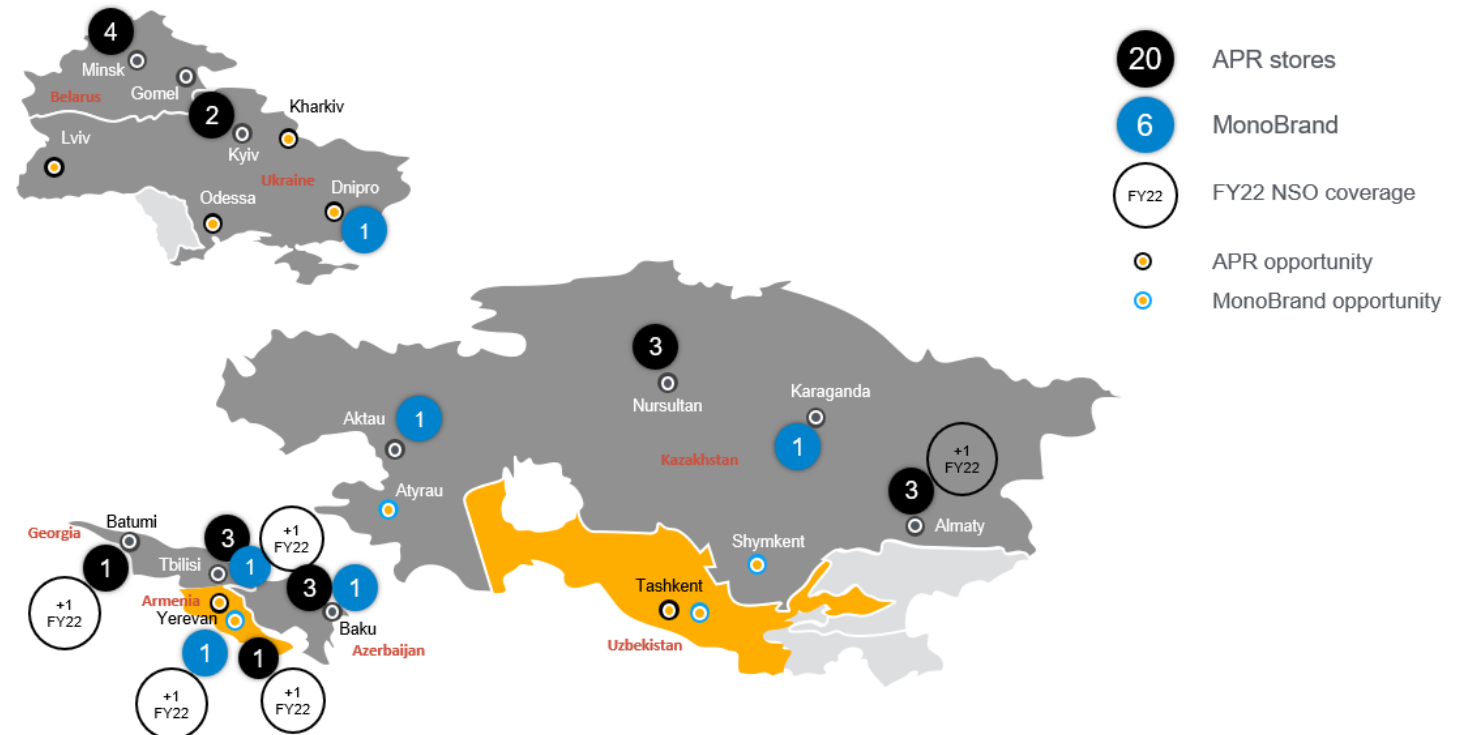 4
Minsk
Gomel
Belarus
2
Kyiv
Kharkiv
Lviv
Ukraine
Odessa
Dnipro
1
20
APR stores
6
MonoBrand
FY22
FY22 NSO coverage
APR opportunity
MonoBrand opportunity
3
Nursultan
Karaganda
1
Kazakhstan
Aktau
1
Atyrau
+1
FY22
3
Almaty
Shymkent
Tashkent
Uzbekistan
Georgia
Batumi
1
+1
FY22
Tbilisi
3
1
+1
FY22
3
1
Baku
Azerbaijan
Armenia
Yerevan
1
+1
FY22
1
+1
FY22